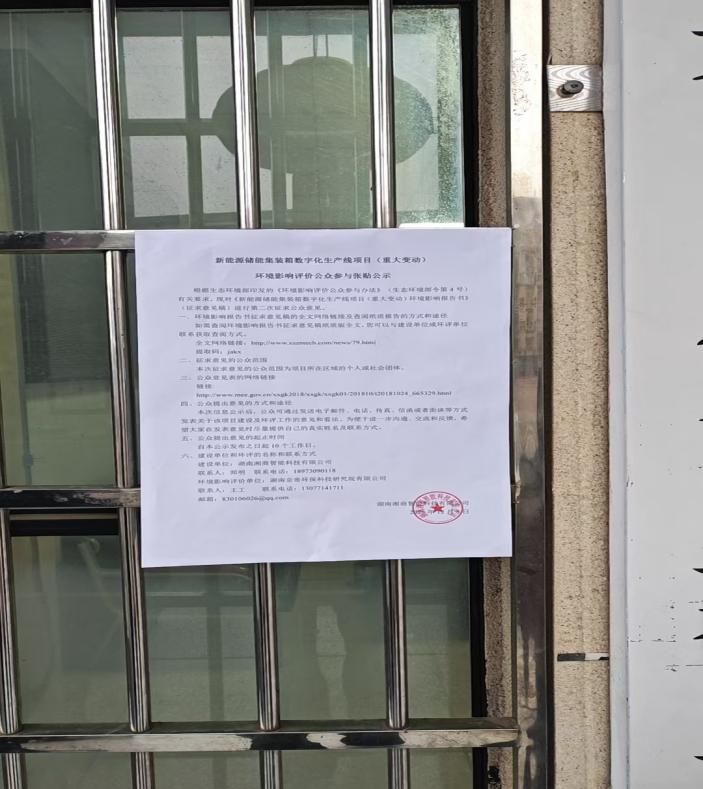 新能源储能集装箱数字化生产线项目（重大变动）
环境影响评价公众参与张贴公示
根据生态环境部印发的《环境影响评价公众参与办法》（生态环境部令第 4 号）
有关要求，现对《新能源储能集装箱数字化生产线项目（重大变动）环境影响报告书》
（征求意见稿）进行第二次征求公众意见。
一、环境影响报告书征求意见稿的全文网络链接及查阅纸质报告的方式和途径
如需查阅环境影响报告书征求意见稿纸质版全文，您可以与建设单位或环评单位
联系获取查阅方式。
全文网络链接：
提取码：jakx
二、征求意见的公众范围
本次征求意见的公众范围为项目所在区域的个人或社会团体。
三、公众意见表的网络链接
链接:
http://www.mee.gov.cn/xxgk2018/xxgk/xxgk01/201810/t20181024_665329.html
四、公众提出意见的方式和途径
本次信息公示后，公众可通过发送电子邮件、电话、传真、信函或者面谈等方式
发表关于该项目建设及环评工作的意见和看法，为便于进一步沟通、交流和反馈，希
望大家在发表意见时尽量提供自己的真实姓名及联系方式。
五、公众提出意见的起止时间
自本公示发布之日起 10 个工作日。
六、建设单位和环评的名称和联系方式
建设单位：湖南湘商智能科技有限公司
联系人：郑明 联系电话：18973090118
环境影响评价单位：湖南金帝环保科技研究院有限公司
联系人：王工 联系电话：13077141711
邮箱：830106026@qq.com
湖南湘商智